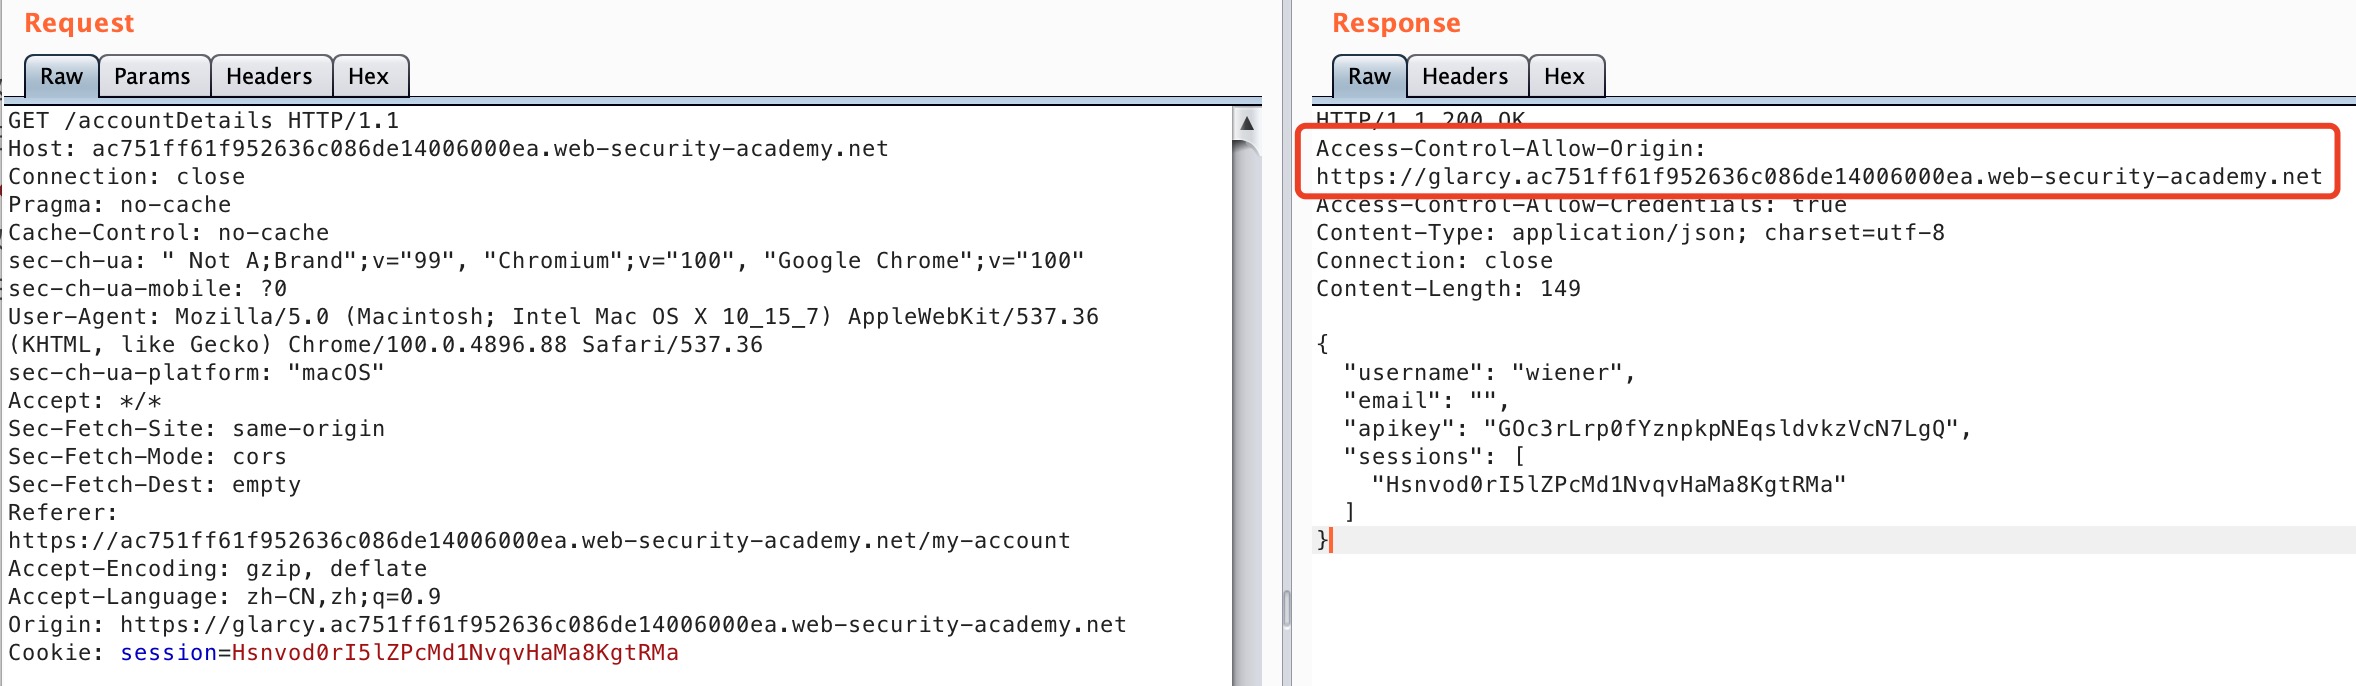 Request
Raw Params Headers Hex
GET /accountDetails HTTP/1.1
Host: ac751ff61f952636c086de14006000ea.web-security-academy.net
Connection: close
Pragma: no-cache
Cache-Control: no-cache
sec-ch-ua: " Not A;Brand";v="99", "Chromium";v="100", "Google Chrome";v="100"
sec-ch-ua-mobile: ?0
User-Agent: Mozilla/5.0 (Macintosh; Intel Mac OS X 10_15_7) AppleWebKit/537.36
(KHTML, like Gecko) Chrome/100.0.4896.88 Safari/537.36
sec-ch-ua-platform: "macOS"
Accept: */*
Sec-Fetch-Site: same-origin
Sec-Fetch-Mode: cors
Sec-Fetch-Dest: empty
Referer:
https://ac751ff61f952636c086de14006000ea.web-security-academy.net/my-account
Accept-Encoding: gzip, deflate
Accept-Language: zh-CN,zh;q=0.9
Origin: https://glarcy.ac751ff61f952636c086de14006000ea.web-security-academy.net
Cookie: session=Hsnvod0rI5lZPcMd1NvqvHaMa8KgtRMa
Response
Raw Headers Hex
HTTP/1.1 200 OK
Access-Control-Allow-Origin:
https://glarcy.ac751ff61f952636c086de14006000ea.web-security-academy.net
Access-Control-Allow-Credentials: true
Content-Type: application/json; charset=utf-8
Connection: close
Content-Length: 149
{
"username": "wiener",
"email": "",
"apikey": "GOc3rLrp0fYznpkpNEqsldvkzVcN7LgQ",
"sessions": [
"Hsnvod0rI5lZPcMd1NvqvHaMa8KgtRMa"
]
}